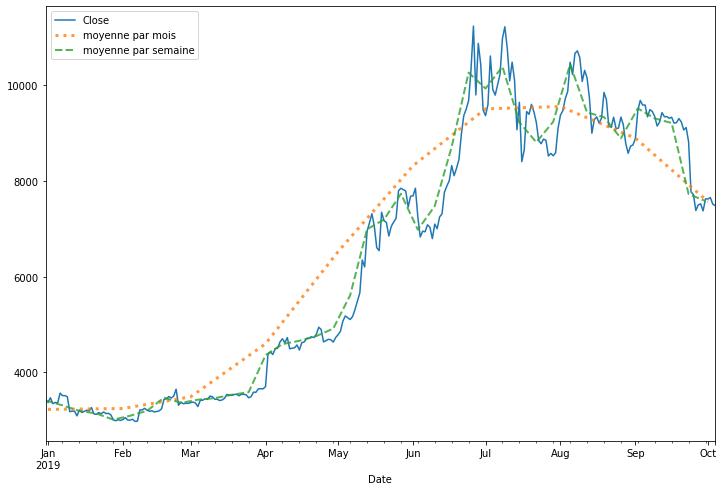 Close
moyenne par mois
moyenne par semaine
10000
8000
6000
4000
Jan Feb Mar Apr May Jun Jul Aug Sep Oct
2019
Date